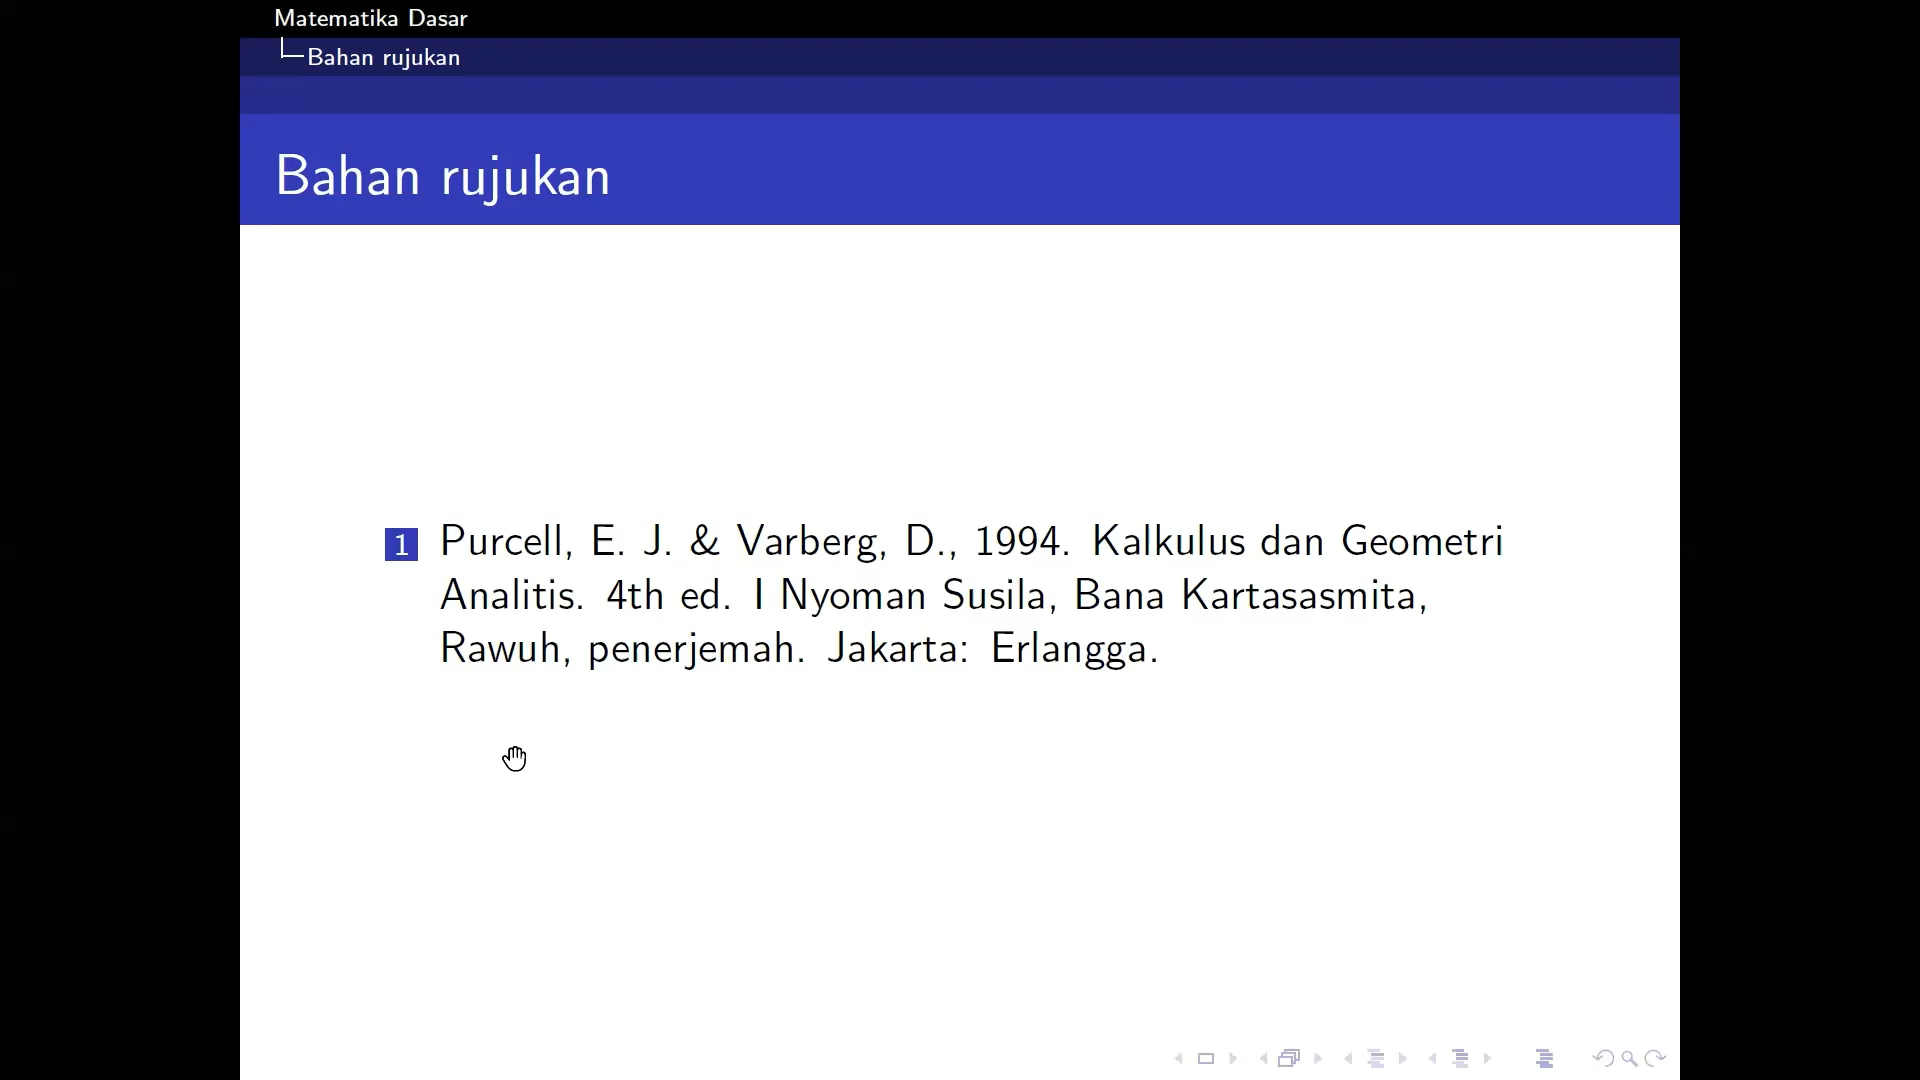 Matematika Dasar
Bahan rujukan
Bahan rujukan
1 Purcell, E. J. & Varberg, D., 1994. Kalkulus dan Geometri
Analitis. 4th ed. I Nyoman Susila, Bana Kartasasmita,
Rawuh, penerjemah. Jakarta: Erlangga.